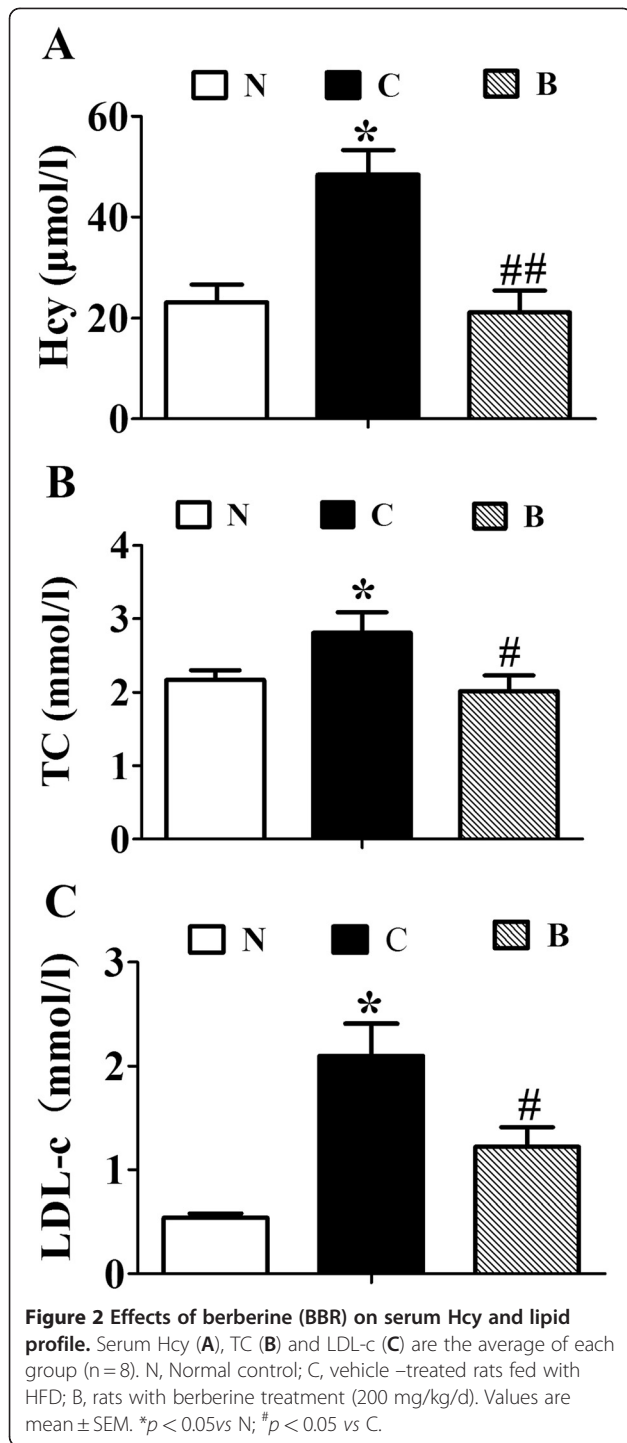 A
N C B
60
40
20
0
Hcy (μmol/l)
*
##
B
N C B
4
3
2
1
0
TC (mmol/l)
*
#
C
N C B
3
2
1
0
LDL-c (mmol/l)
*
#
Figure 2 Effects of berberine (BBR) on serum Hcy and lipid
profile. Serum Hcy (A), TC (B) and LDL-c (C) are the average of each
group (n = 8). N, Normal control; C, vehicle –treated rats fed with
HFD; B, rats with berberine treatment (200 mg/kg/d). Values are
mean ± SEM. *p < 0.05vs N; #p < 0.05 vs C.